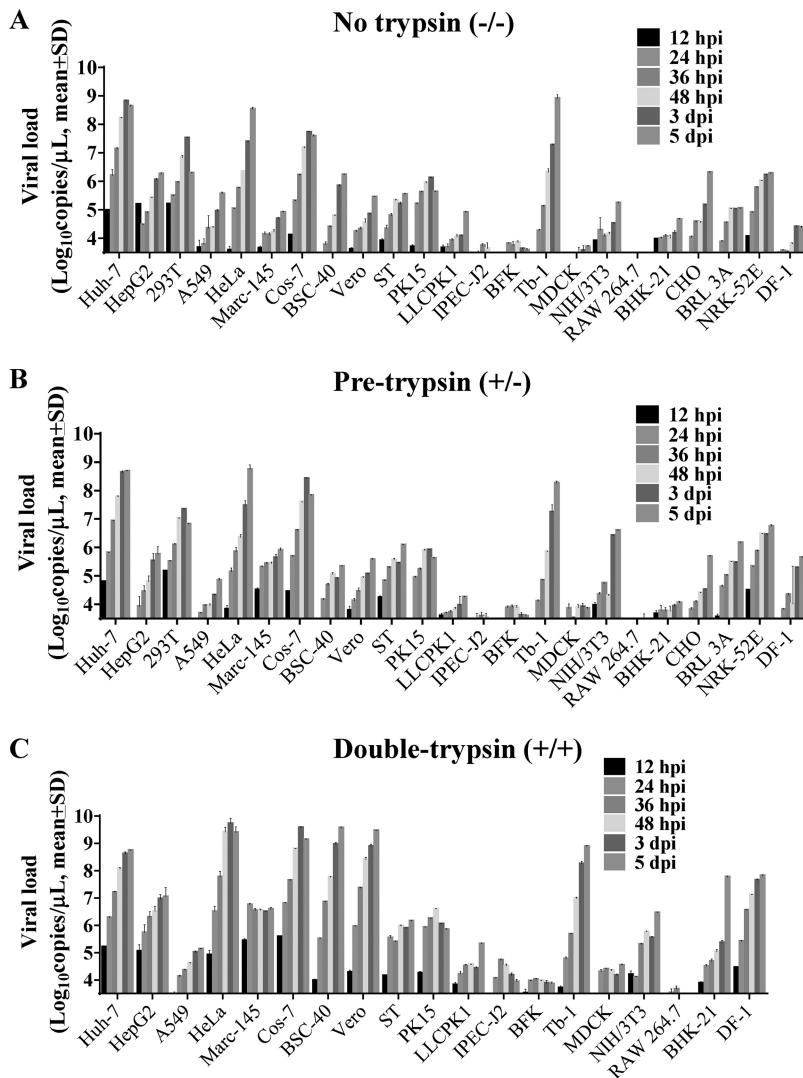 A
No trypsin (-/-)
12 hpi
24 hpi
36 hpi
48 hpi
3 dpi
5 dpi
Viral load
(Log10copies/μL, mean±SD)
10
9
8
7
6
5
4
Huh-7
HepG2
293T
A549
HeLa
Marc-145
Cos-7
BSC-40
Vero
ST
PK15
LLCPK1
IPEC-J2
BFK
Tb-1
MDCK
NIH/3T3
RAW 264.7
BHK-21
CHO
BRL 3A
NRK-52E
DF-1
B
Pre-trypsin (+/-)
12 hpi
24 hpi
36 hpi
48 hpi
3 dpi
5 dpi
Viral load
(Log10copies/μL, mean±SD)
10
9
8
7
6
5
4
Huh-7
HepG2
293T
A549
HeLa
Marc-145
Cos-7
BSC-40
Vero
ST
PK15
LLCPK1
IPEC-J2
BFK
Tb-1
MDCK
NIH/3T3
RAW 264.7
BHK-21
CHO
BRL 3A
NRK-52E
DF-1
C
Double-trypsin (+/+)
12 hpi
24 hpi
36 hpi
48 hpi
3 dpi
5 dpi
Viral load
(Log10copies/μL, mean±SD)
10
9
8
7
6
5
4
Huh-7
HepG2
A549
HeLa
Marc-145
Cos-7
BSC-40
Vero
ST
PK15
LLCPK1
IPEC-J2
BFK
Tb-1
MDCK
NIH/3T3
RAW 264.7
BHK-21
DF-1